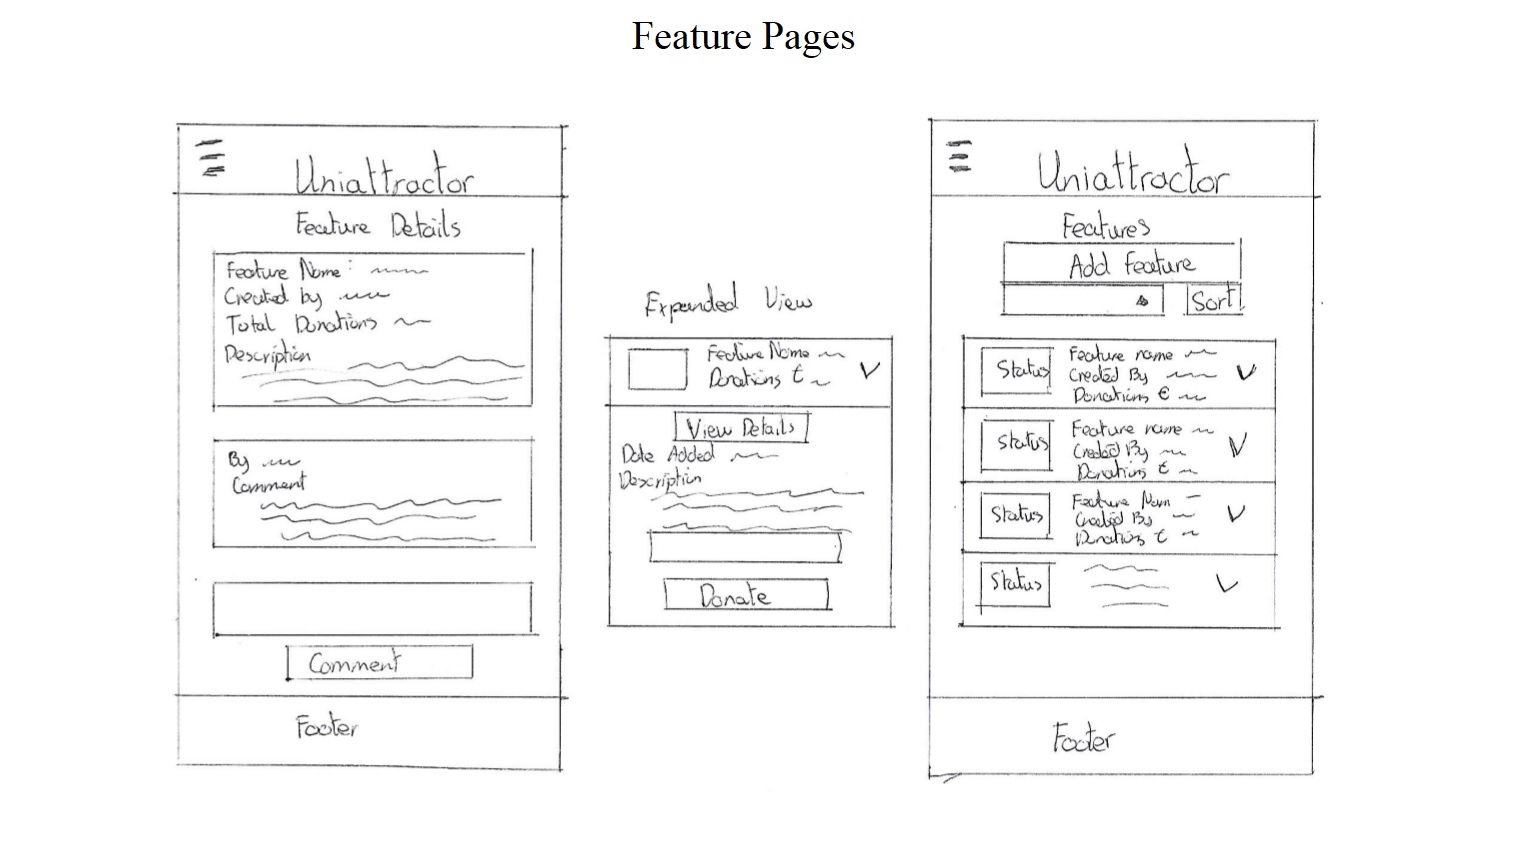 Feature Pages
Uniattractor
Feature Details
Feature Name:
Created by
Total Donations
Description
By
Comment
Comment
Footer
Expanded View
Feature Name
Donations €
View Details
Date Added
Description
Donate
Uniattractor
Features
Add Feature
Sort
Status
Feature name
Created By
Donations €
Status
Feature name
Created By
Donations €
Status
Feature Nam
Created By
Donations €
Status
Footer